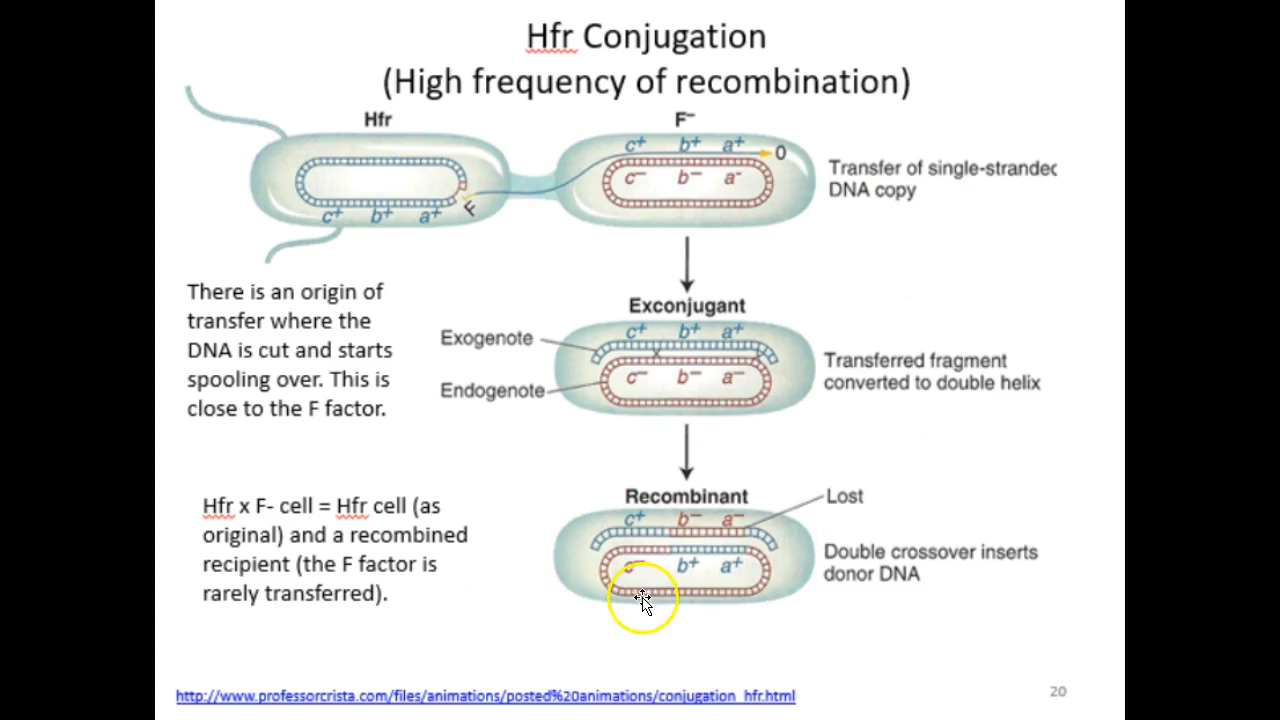 Hfr Conjugation
(High frequency of recombination)
Hfr
F⁻
c⁺ b⁺ a⁺ 0
c⁻ b⁻ a⁻
c⁺ b⁺ a⁺ F
Transfer of single-stranded
DNA copy
There is an origin of
transfer where the
DNA is cut and starts
spooling over. This is
close to the F factor.
Exconjugant
Exogenote
c⁺ b⁺ a⁺
Endogenote
c⁻ b⁻ a⁻
Transferred fragment
converted to double helix
Hfr x F- cell = Hfr cell (as
original) and a recombined
recipient (the F factor is
rarely transferred).
Recombinant
Lost
c⁺ b⁻ a⁻
c⁻ b⁺ a⁺
Double crossover inserts
donor DNA
http://www.professorcrista.com/files/animations/posted%20animations/conjugation_hfr.html
20